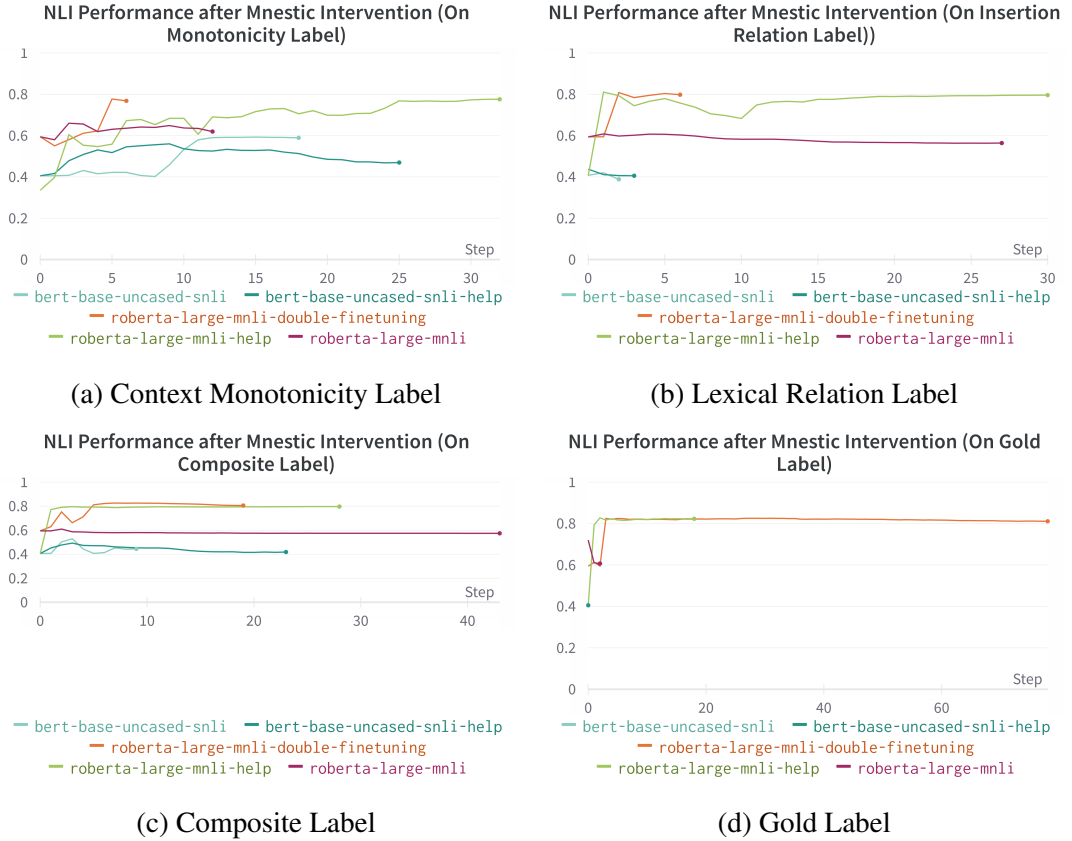 NLI Performance after Mnestic Intervention (On
Monotonicity Label)
1
0.8
0.6
0.4
0.2
0
Step
0 5 10 15 20 25 30
bert-base-uncased-snli bert-base-uncased-snli-help
roberta-large-mnli-double-finetuning
roberta-large-mnli-help roberta-large-mnli
(a) Context Monotonicity Label
NLI Performance after Mnestic Intervention (On Insertion
Relation Label))
1
0.8
0.6
0.4
0.2
0
Step
0 5 10 15 20 25 30
bert-base-uncased-snli bert-base-uncased-snli-help
roberta-large-mnli-double-finetuning
roberta-large-mnli-help roberta-large-mnli
(b) Lexical Relation Label
NLI Performance after Mnestic Intervention (On
Composite Label)
1
0.8
0.6
0.4
0.2
0
Step
0 10 20 30 40
bert-base-uncased-snli bert-base-uncased-snli-help
roberta-large-mnli-double-finetuning
roberta-large-mnli-help roberta-large-mnli
(c) Composite Label
NLI Performance after Mnestic Intervention (On Gold
Label)
1
0.8
0.6
0.4
0.2
0
Step
0 20 40 60
bert-base-uncased-snli bert-base-uncased-snli-help
roberta-large-mnli-double-finetuning
roberta-large-mnli-help roberta-large-mnli
(d) Gold Label